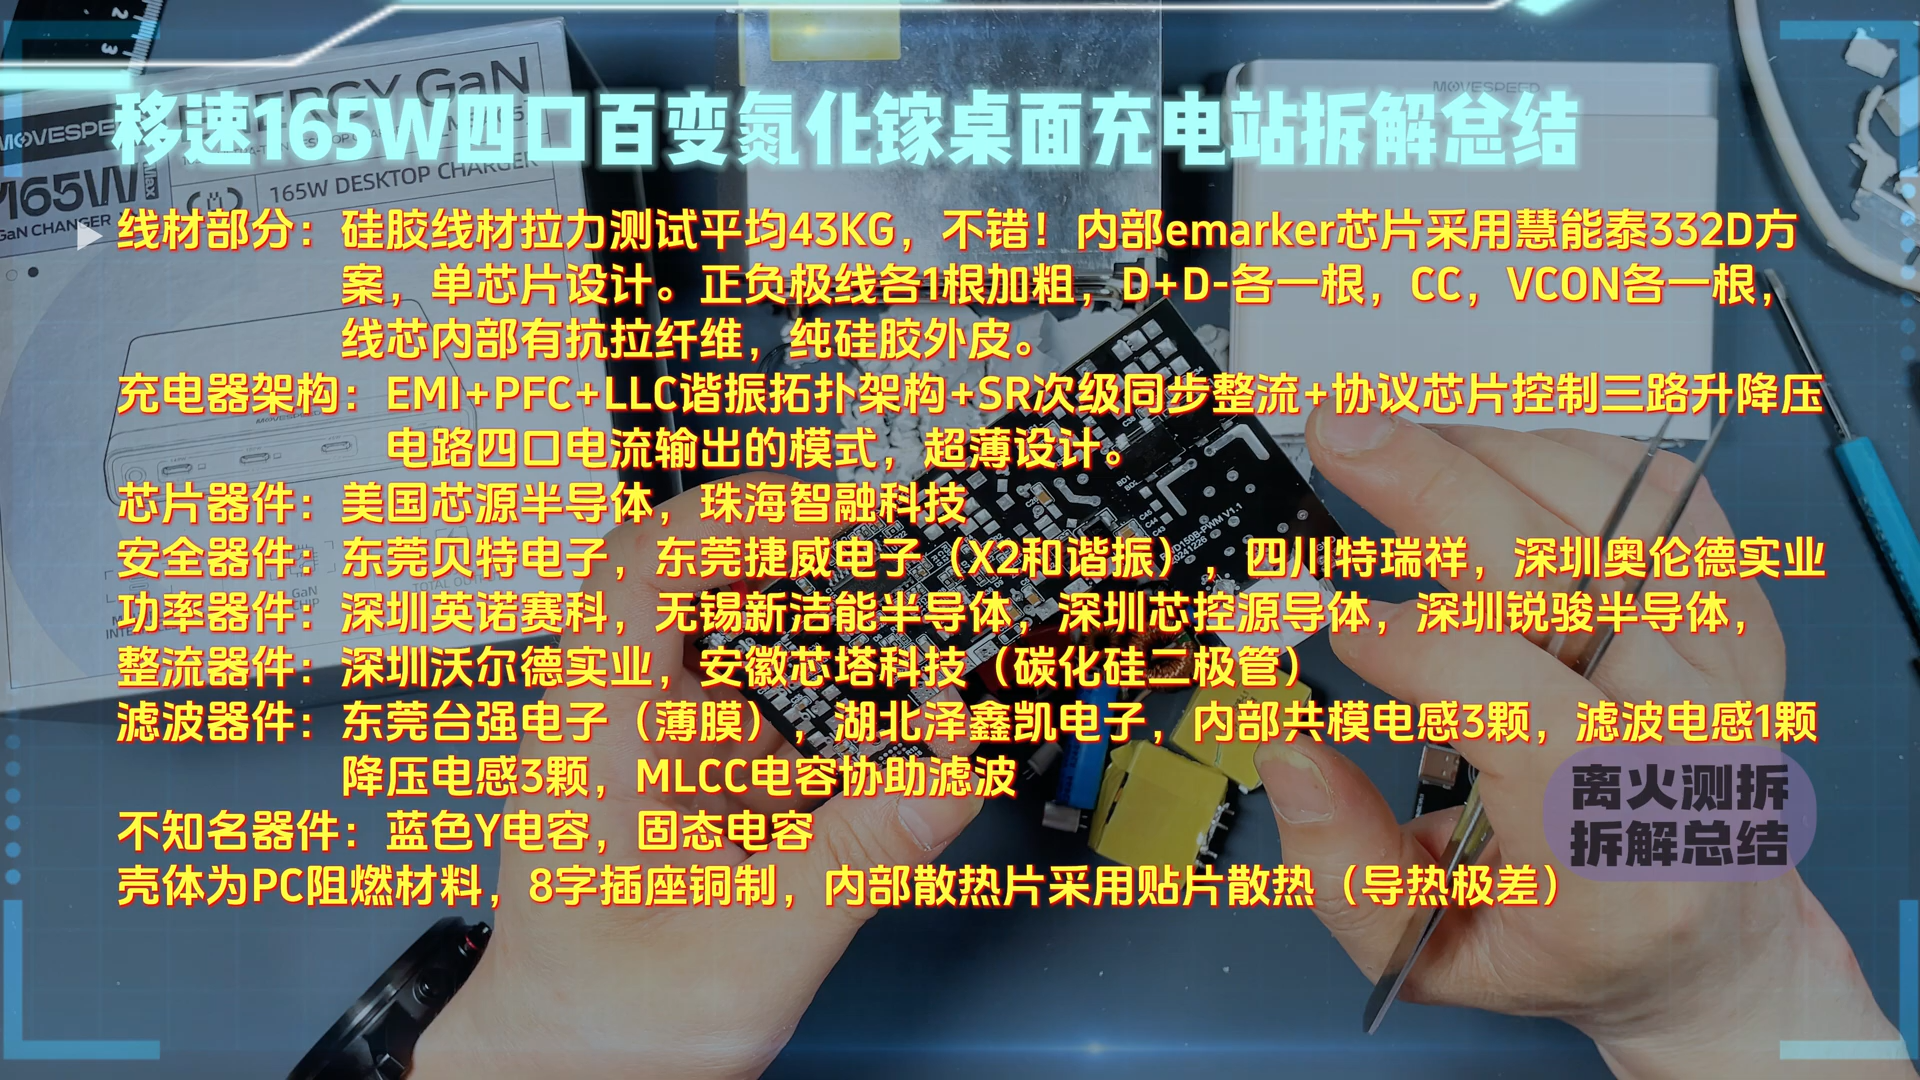 移速165W四口百变氮化镓桌面充电站拆解总结
线材部分：硅胶线材拉力测试平均43KG，不错！内部emarker芯片采用慧能泰332D方
案，单芯片设计。正负极线各1根加粗，D+D-各一根，CC，VCON各一根，
线芯内部有抗拉纤维，纯硅胶外皮。
充电器架构：EMI+PFC+LLC谐振拓扑架构+SR次级同步整流+协议芯片控制三路升降压
电路四口电流输出的模式，超薄设计。
芯片器件：美国芯源半导体，珠海智融科技
安全器件：东莞贝特电子，东莞捷威电子（X2和谐振），四川特瑞祥，深圳奥伦德实业
功率器件：深圳英诺赛科，无锡新洁能半导体，深圳芯控源导体，深圳锐骏半导体，
整流器件：深圳沃尔德实业，安徽芯塔科技（碳化硅二极管）
滤波器件：东莞台强电子（薄膜），湖北泽鑫凯电子，内部共模电感3颗，滤波电感1颗
降压电感3颗，MLCC电容协助滤波
不知名器件：蓝色Y电容，固态电容
壳体为PC阻燃材料，8字插座铜制，内部散热片采用贴片散热（导热极差）
离火测拆
拆解总结
MOVESPEED
165W DESKTOP CHARGER
165W
GaN CHANGER